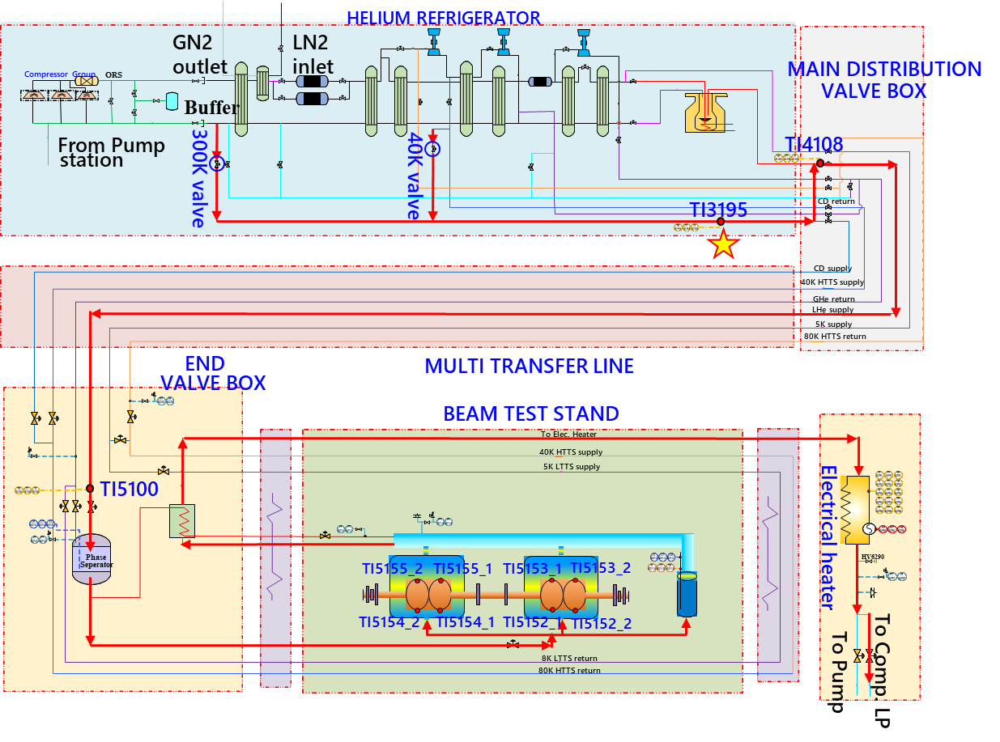 HELIUM REFRIGERATOR
GN2
outlet
LN2
inlet
Compressor Group
ORS
Buffer
From Pump
station
300K valve
40K valve
MAIN DISTRIBUTION
VALVE BOX
TI4108
TI3195
CD return
CD supply
40K HTTS supply
GHe return
LHe supply
5K supply
80K HTTS return
END
VALVE BOX
MULTI TRANSFER LINE
BEAM TEST STAND
To Elec. Heater
40K HTTS supply
5K LTTS supply
TI5100
Phase
Seperator
TI5155_2
TI5155_1
TI5153_1
TI5153_2
TI5154_2
TI5154_1
TI5152_1
TI5152_2
8K LTTS return
80K HTTS return
Electrical heater
HV6290
To Pump
To Comp. LP